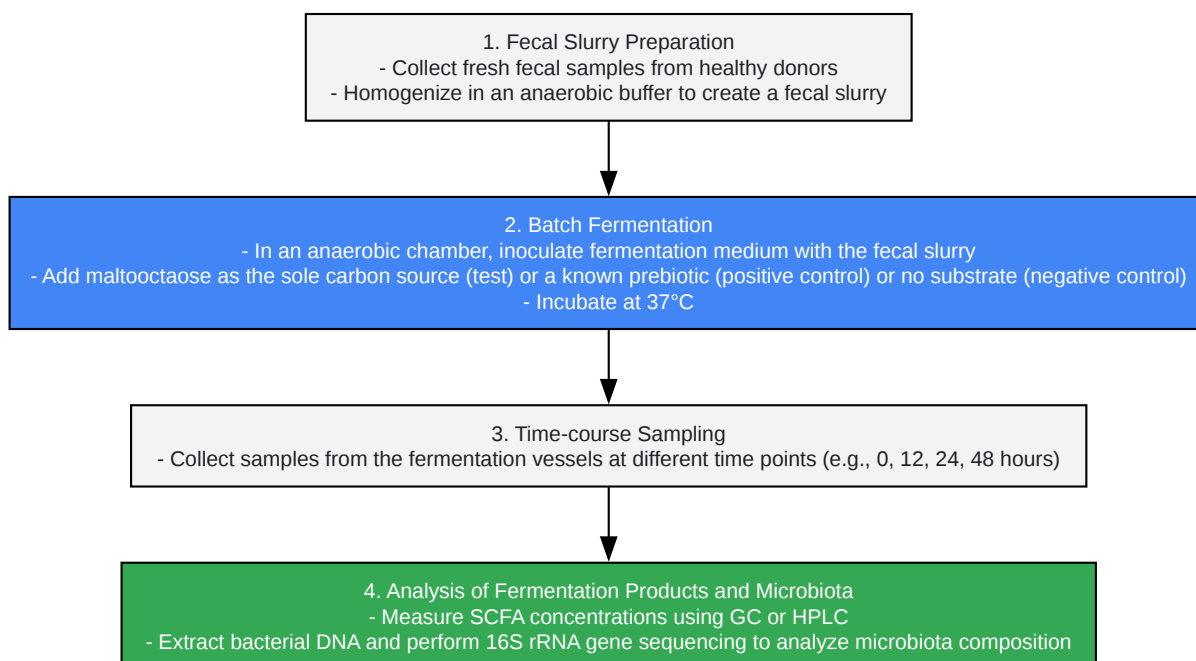 1. Fecal Slurry Preparation
- Collect fresh fecal samples from healthy donors
- Homogenize in an anaerobic buffer to create a fecal slurry
2. Batch Fermentation
- In an anaerobic chamber, inoculate fermentation medium with the fecal slurry
- Add maltooctaose as the sole carbon source (test) or a known prebiotic (positive control) or no substrate (negative control)
- Incubate at 37°C
3. Time-course Sampling
- Collect samples from the fermentation vessels at different time points (e.g., 0, 12, 24, 48 hours)
4. Analysis of Fermentation Products and Microbiota
- Measure SCFA concentrations using GC or HPLC
- Extract bacterial DNA and perform 16S rRNA gene sequencing to analyze microbiota composition